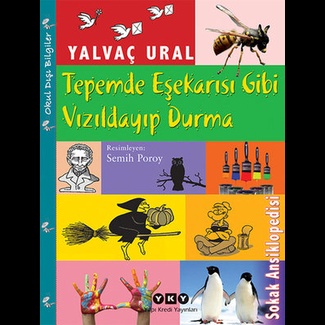 YALVAÇ URAL
Tepemde Eşekarısı Gibi
Vızıldayıp Durma
Resimleyen:
Semih Poroy
Okul Dışı Bilgiler
Sokak Ansiklopedisi
YKY
Yapı Kredi Yayınları